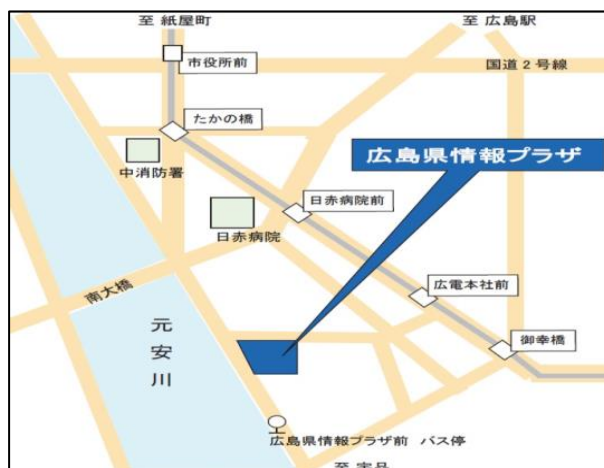 至 紙屋町
至 広島駅
市役所前
国道2号線
たかの橋
中消防署
広島県情報プラザ
日赤病院前
日赤病院
南大橋
広電本社前
元安川
御幸橋
広島県情報プラザ前 バス停